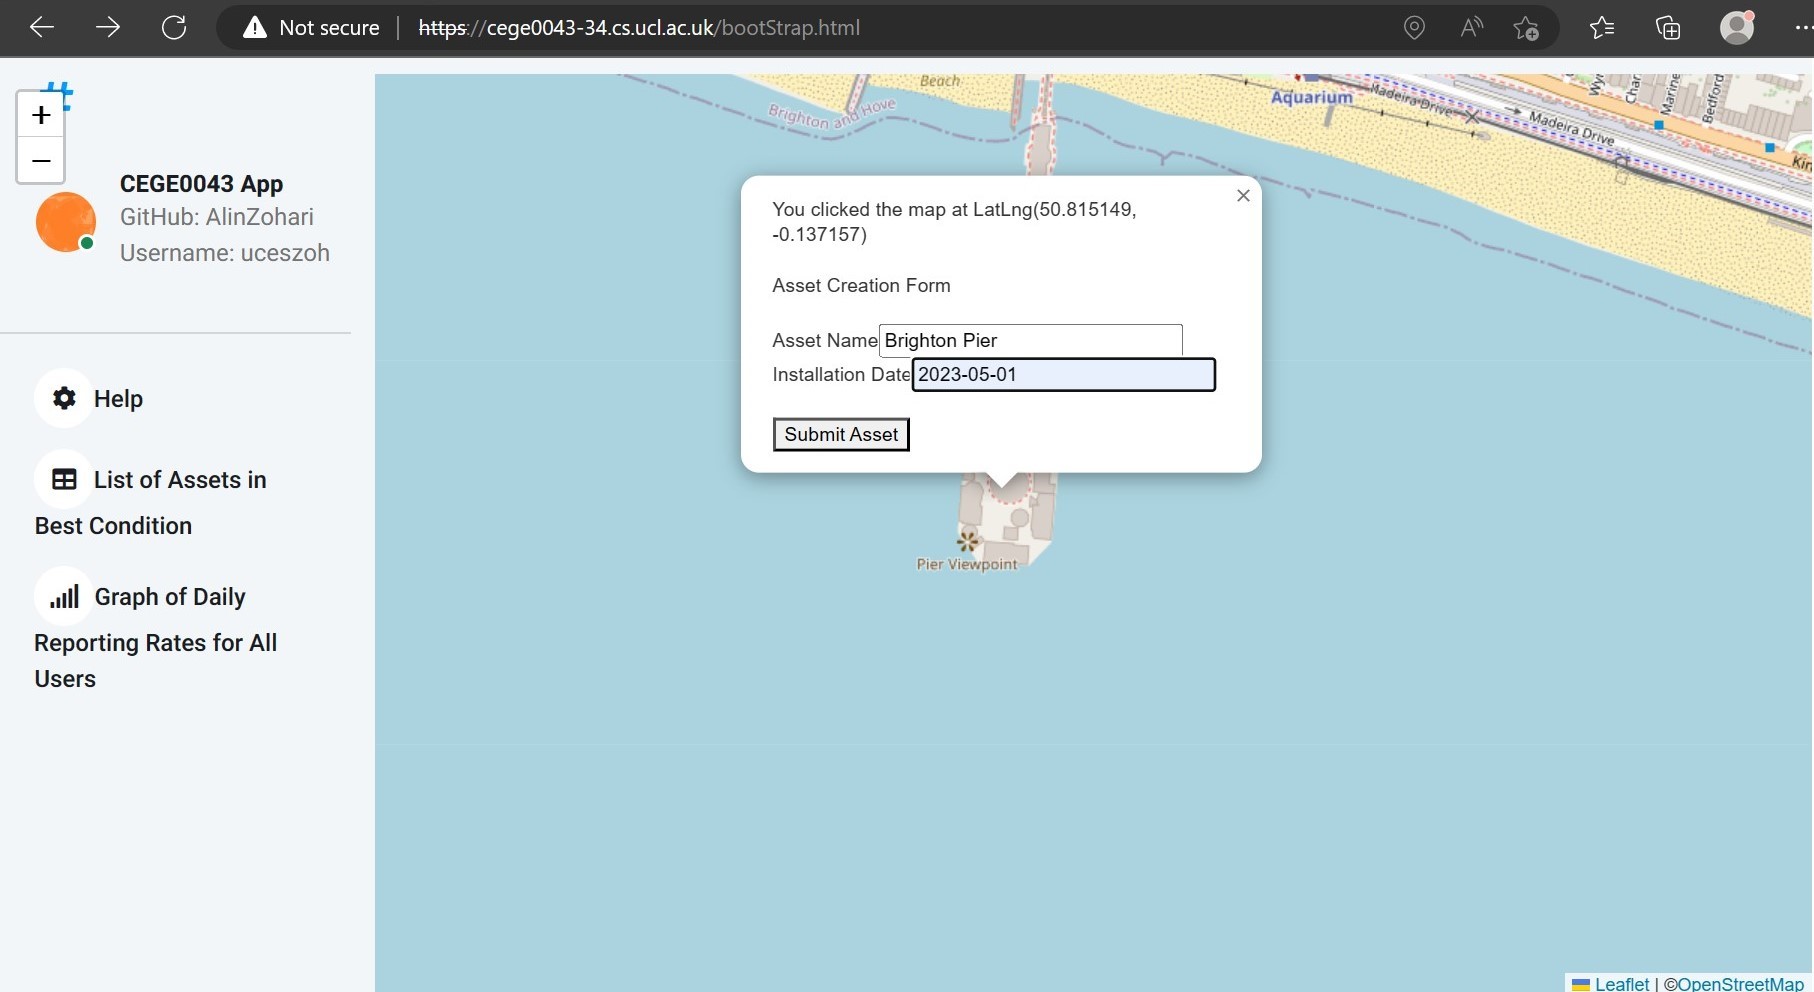 Not secure | https://cege0043-34.cs.ucl.ac.uk/bootStrap.html
+
−
#
CEGE0043 App
GitHub: AlinZohari
Username: uceszoh
Help
List of Assets in
Best Condition
Graph of Daily
Reporting Rates for All
Users
Beach
Brighton and Hove
Aquarium
Madeira Drive
Madeira Drive
Marine
Bedford
You clicked the map at LatLng(50.815149,
-0.137157)
Asset Creation Form
Asset Name Brighton Pier
Installation Date 2023-05-01
Submit Asset
Pier Viewpoint
Leaflet | ©OpenStreetMap